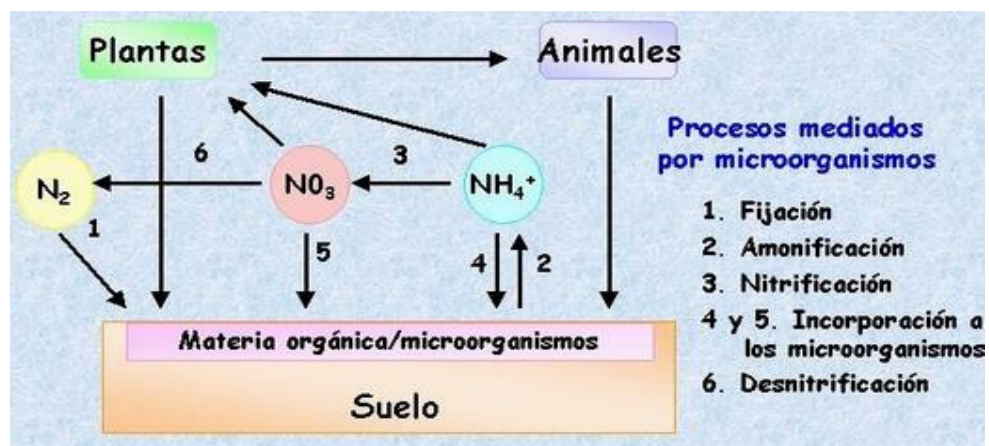 Plantas
Animales
6
3
N₂
NO₃
NH₄⁺
1
5
4
2
Materia orgánica/microorganismos
Suelo
Procesos mediados
por microorganismos
1. Fijación
2. Amonificación
3. Nitrificación
4 y 5. Incorporación a
los microorganismos
6. Desnitrificación